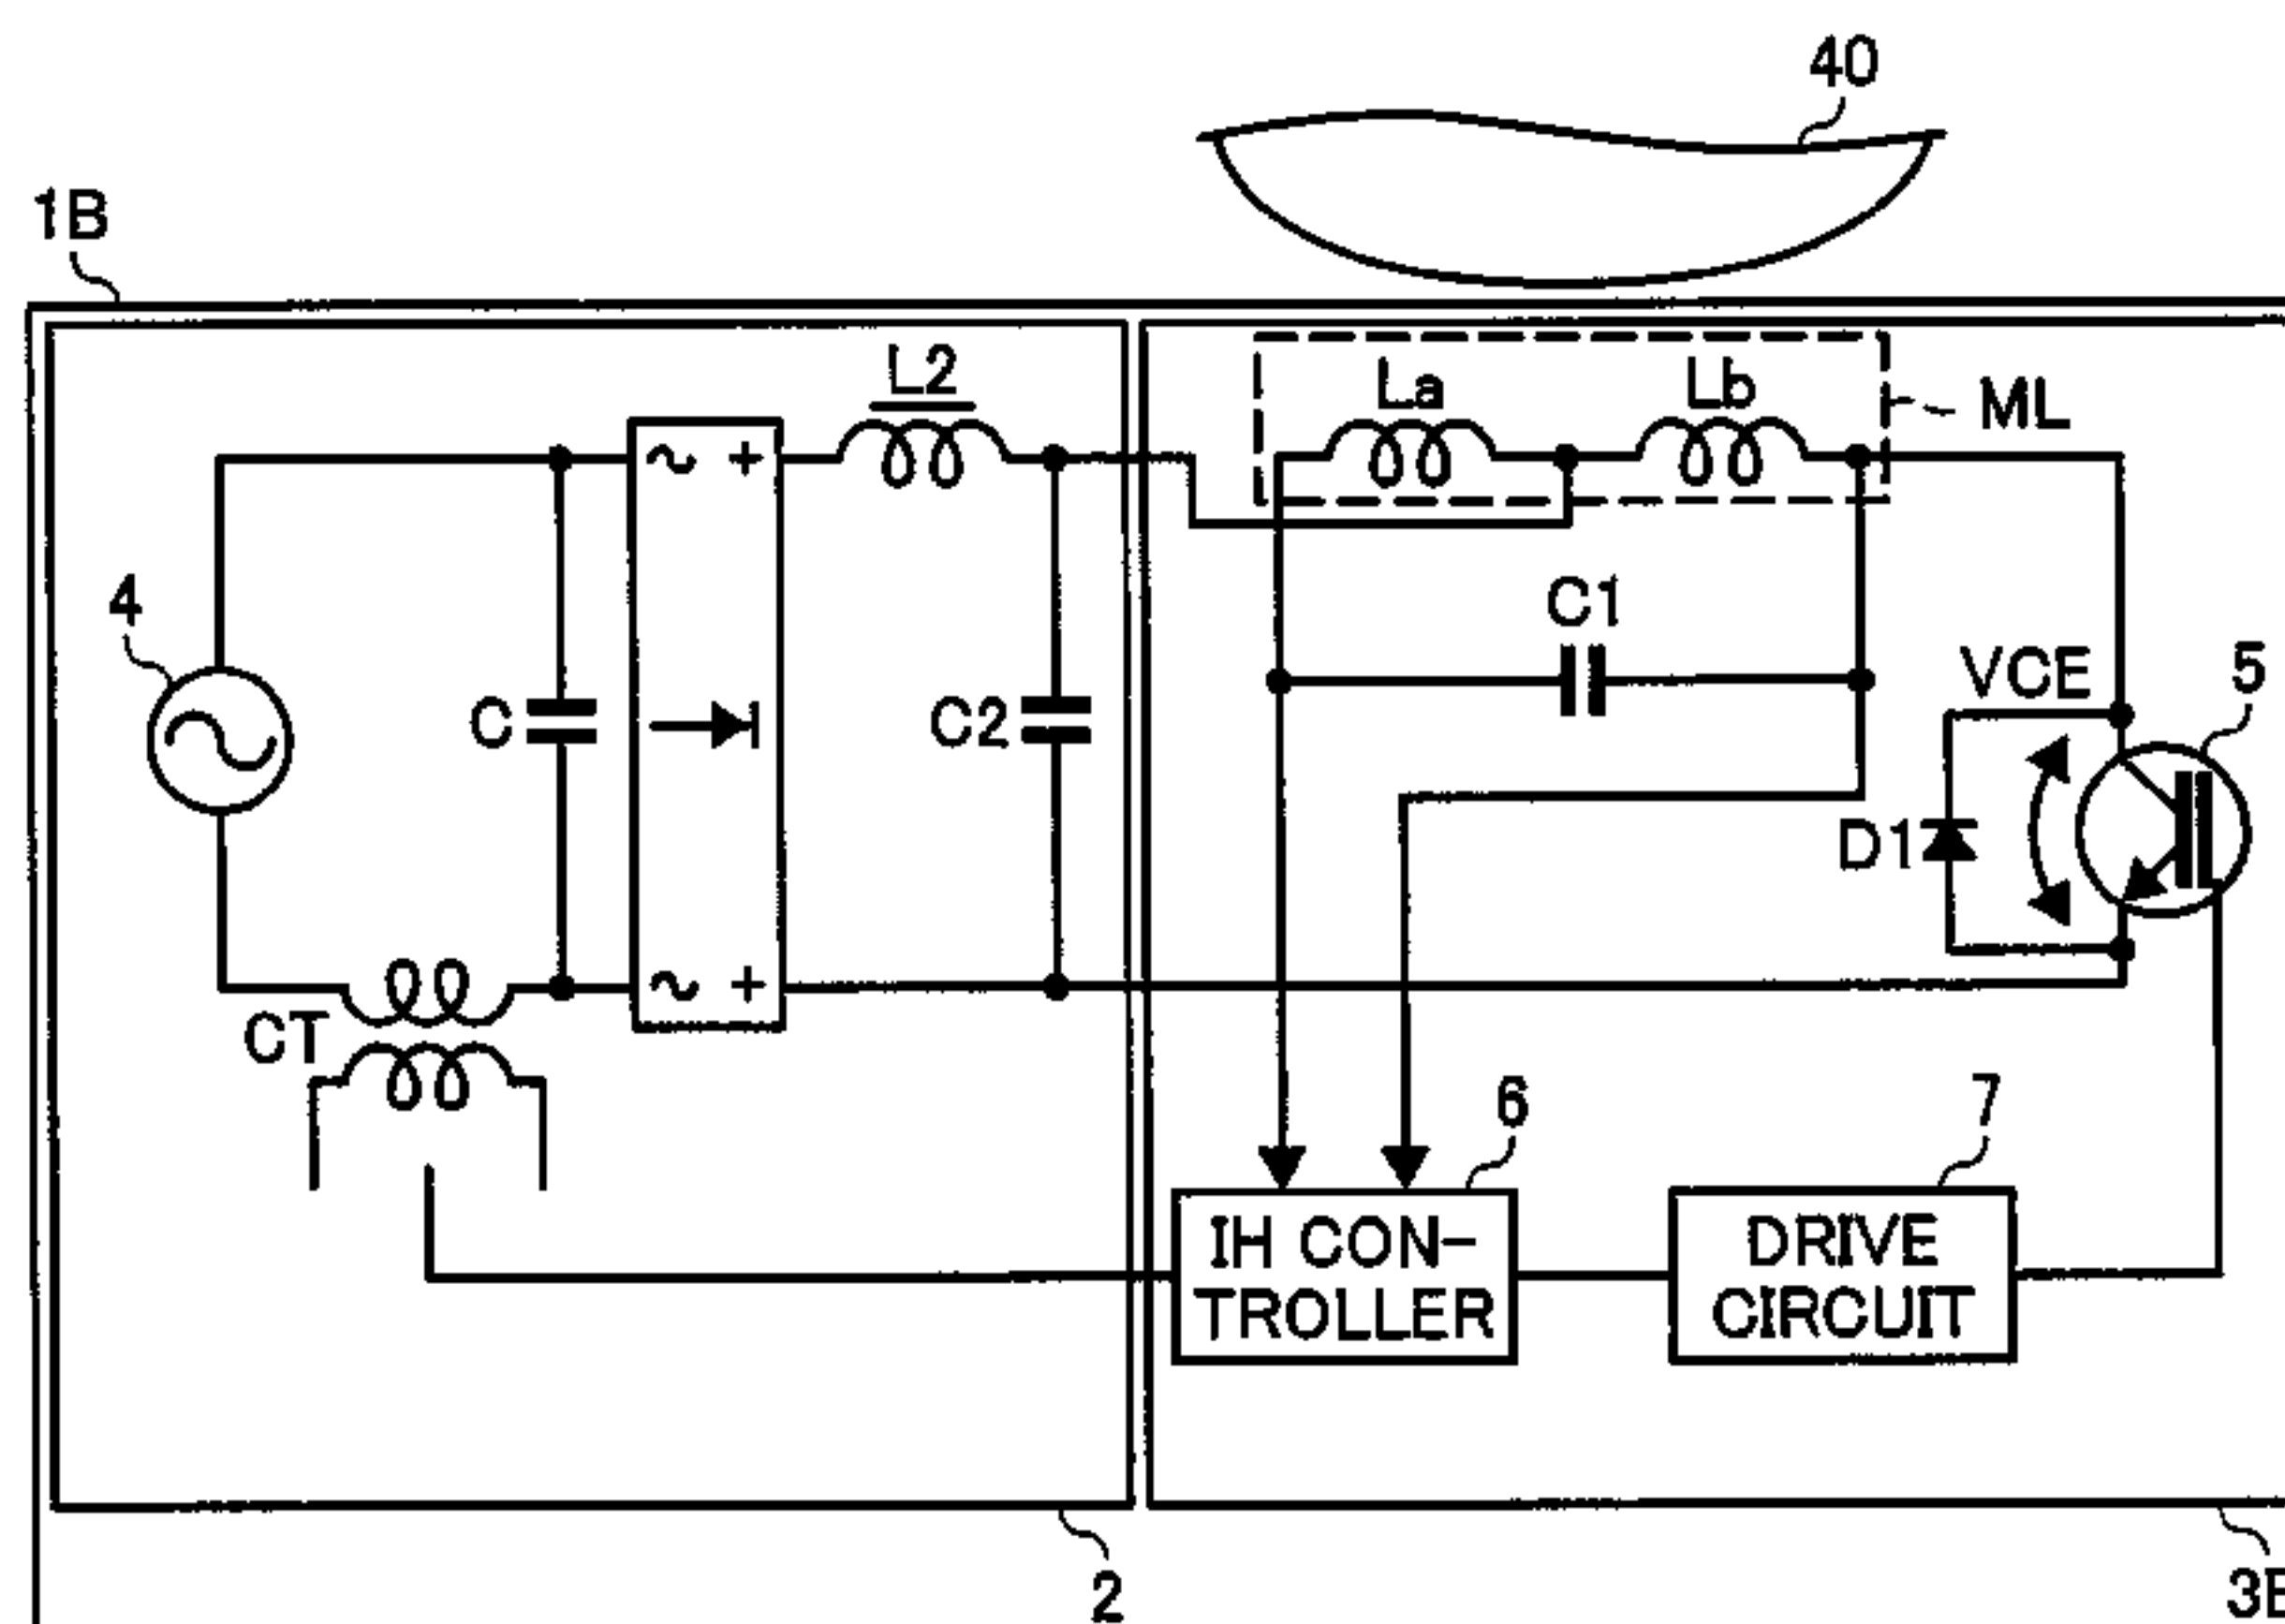 40
1B
L2
La
Lb
ML
~ +
4
C
C2
C1
VCE
5
D1
~ +
CT
6
7
IH CON-
TROLLER
DRIVE
CIRCUIT
2